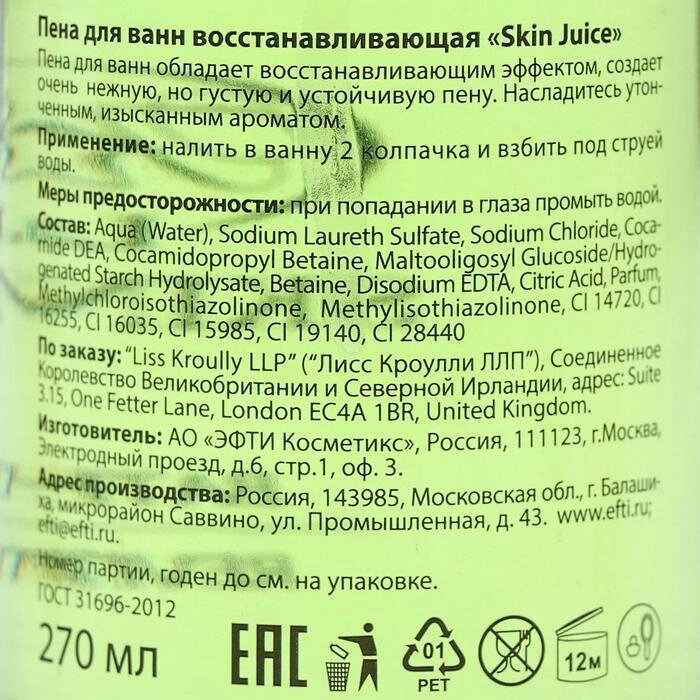 Пена для ванн восстанавливающая «Skin Juice»
Пена для ванн обладает восстанавливающим эффектом, создает
очень нежную, но густую и устойчивую пену. Насладитесь утон-
ченным, изысканным ароматом.
Применение: налить в ванну 2 колпачка и взбить под струей
воды.
Меры предосторожности: при попадании в глаза промыть водой.
Состав: Aqua (Water), Sodium Laureth Sulfate, Sodium Chloride, Coca-
mide DEA, Cocamidopropyl Betaine, Maltooligosyl Glucoside/Hydro-
genated Starch Hydrolysate, Betaine, Disodium EDTA, Citric Acid, Parfum,
Methylchloroisothiazolinone, Methylisothiazolinone, CI 14720, CI
16255, CI 16035, CI 15985, CI 19140, CI 28440
По заказу: "Liss Kroully LLP" ("Лисс Кроулли ЛЛП"), Соединенное
Королевство Великобритании и Северной Ирландии, адрес: Suite
3.15, One Fetter Lane, London EC4A 1BR, United Kingdom.
Изготовитель: АО «ЭФТИ Косметикс», Россия, 111123, г.Москва,
Электродный проезд, д.6, стр.1, оф. 3.
Адрес производства: Россия, 143985, Московская обл., г. Балаши-
ха, микрорайон Саввино, ул. Промышленная, д. 43. www.efti.ru;
efti@efti.ru.
Номер партии, годен до см. на упаковке.
ГОСТ 31696-2012
270 мл
EAC
01
PET
12м